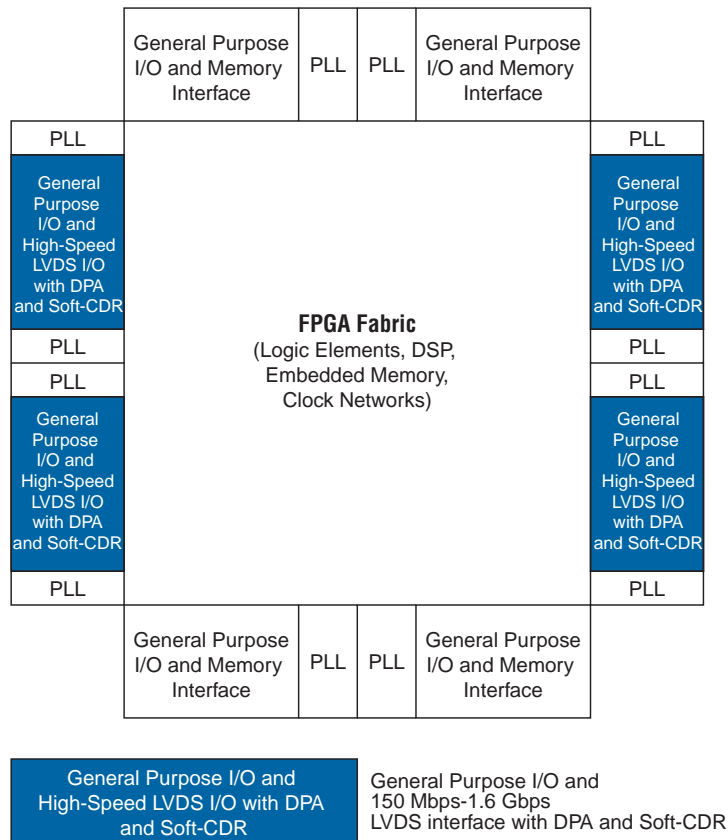 General Purpose
I/O and Memory
Interface
PLL
PLL
General Purpose
I/O and Memory
Interface
PLL
General
Purpose
I/O and
High-Speed
LVDS I/O
with DPA
and Soft-CDR
PLL
PLL
General
Purpose
I/O and
High-Speed
LVDS I/O
with DPA
and Soft-CDR
PLL
FPGA Fabric
(Logic Elements, DSP,
Embedded Memory,
Clock Networks)
PLL
General
Purpose
I/O and
High-Speed
LVDS I/O
with DPA
and Soft-CDR
PLL
PLL
General
Purpose
I/O and
High-Speed
LVDS I/O
with DPA
and Soft-CDR
PLL
General Purpose
I/O and Memory
Interface
PLL
PLL
General Purpose
I/O and Memory
Interface
General Purpose I/O and
High-Speed LVDS I/O with DPA
and Soft-CDR
General Purpose I/O and
150 Mbps-1.6 Gbps
LVDS interface with DPA and Soft-CDR